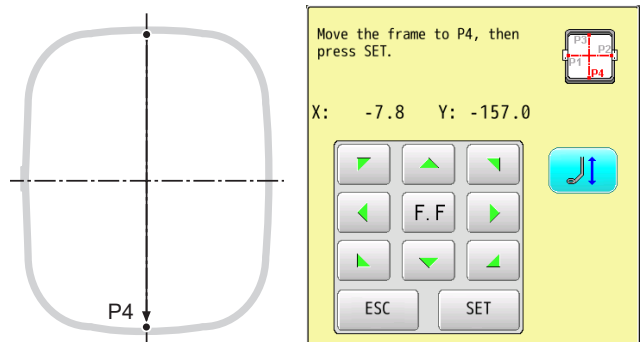 P4
Move the frame to P4, then
press SET.
P3
P2
P1
P4
X: -7.8 Y: -157.0
F.F
ESC SET